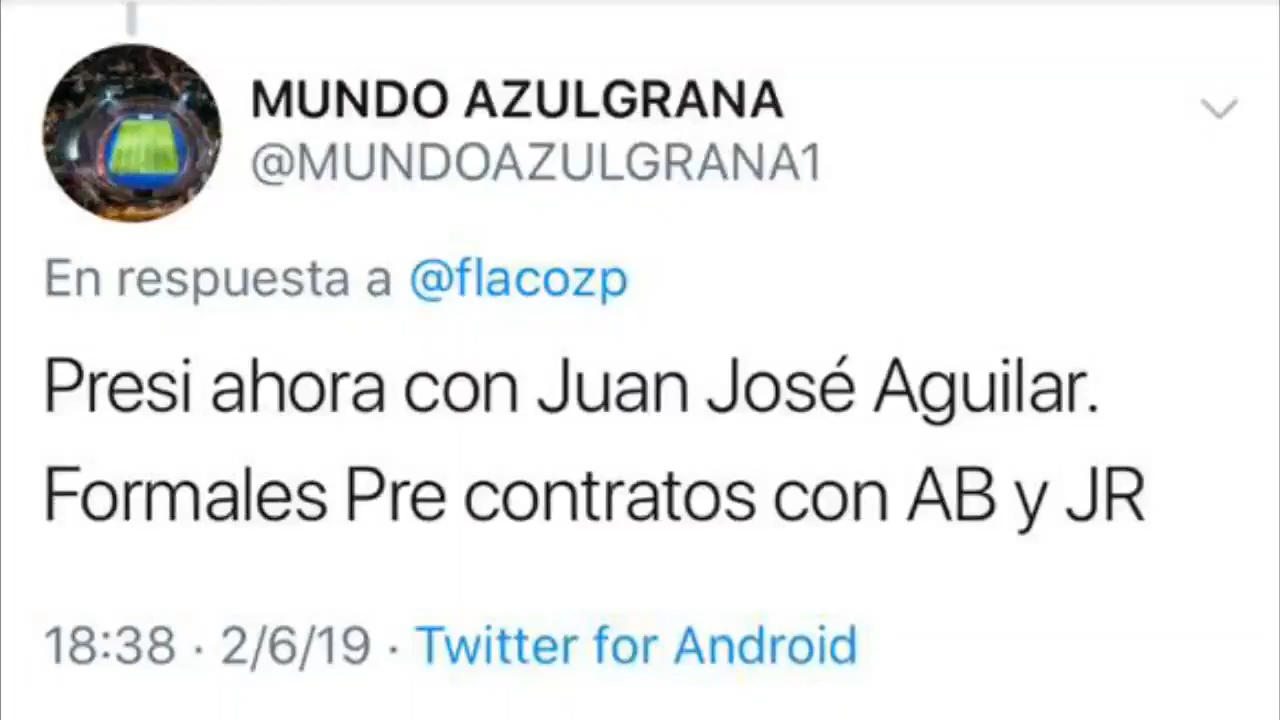 MUNDO AZULGRANA
@MUNDOAZULGRANA1
En respuesta a @flacozp
Presi ahora con Juan José Aguilar.
Formales Pre contratos con AB y JR
18:38 · 2/6/19 · Twitter for Android